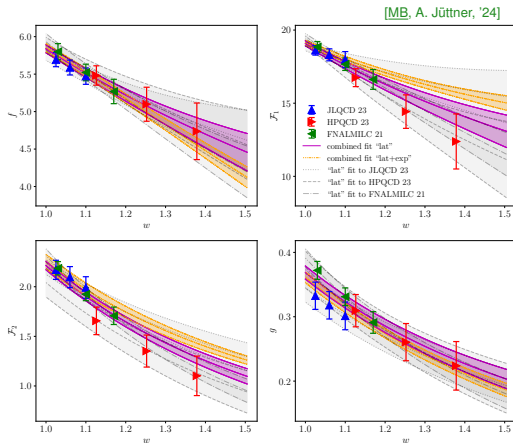 [MB, A. Jüttner, '24]
6.0
5.5
5.0
4.5
4.0
f
1.0 1.1 1.2 1.3 1.4 1.5
w
20
15
10
F₁
JLQCD 23
HPQCD 23
FNALMILC 21
combined fit "lat"
combined fit "lat+exp"
"lat" fit to JLQCD 23
"lat" fit to HPQCD 23
"lat" fit to FNALMILC 21
1.0 1.1 1.2 1.3 1.4 1.5
w
2.0
1.5
1.0
F₂
1.0 1.1 1.2 1.3 1.4 1.5
w
0.4
0.3
0.2
g
1.0 1.1 1.2 1.3 1.4 1.5
w